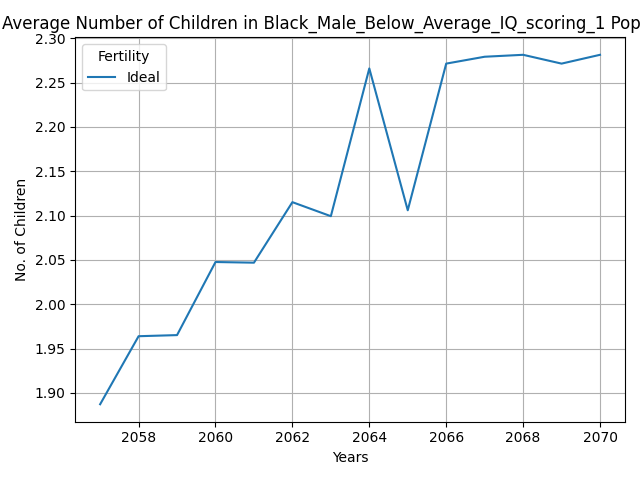 Average Number of Children in Black_Male_Below_Average_IQ_scoring_1 Pop
2.30
2.25
2.20
2.15
2.10
2.05
2.00
1.95
1.90
No. of Children
Fertility
Ideal
2058 2060 2062 2064 2066 2068 2070
Years